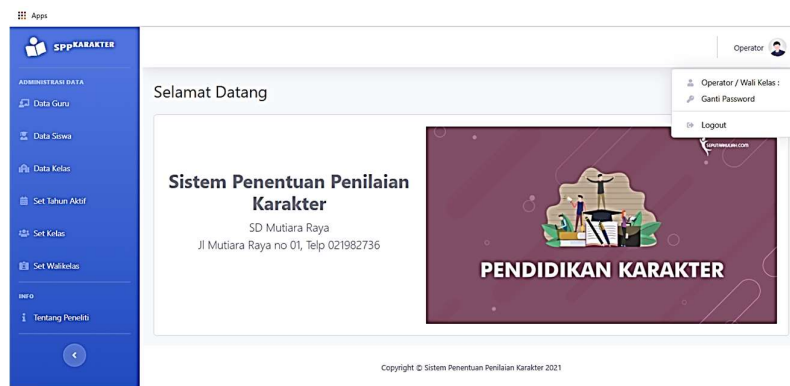 Apps
SPPKARAKTER
ADMINISTRASI DATA
Data Guru
Data Siswa
Data Kelas
Set Tahun Aktif
Set Kelas
Set Walikelas
INFO
Tentang Peneliti
Operator
Operator / Wali Kelas :
Ganti Password
Logout
Selamat Datang
Sistem Penentuan Penilaian
Karakter
SD Mutiara Raya
Jl Mutiara Raya no 01, Telp 021982736
SEPUTARKULIAH.COM
PENDIDIKAN KARAKTER
Copyright © Sistem Penentuan Penilaian Karakter 2021